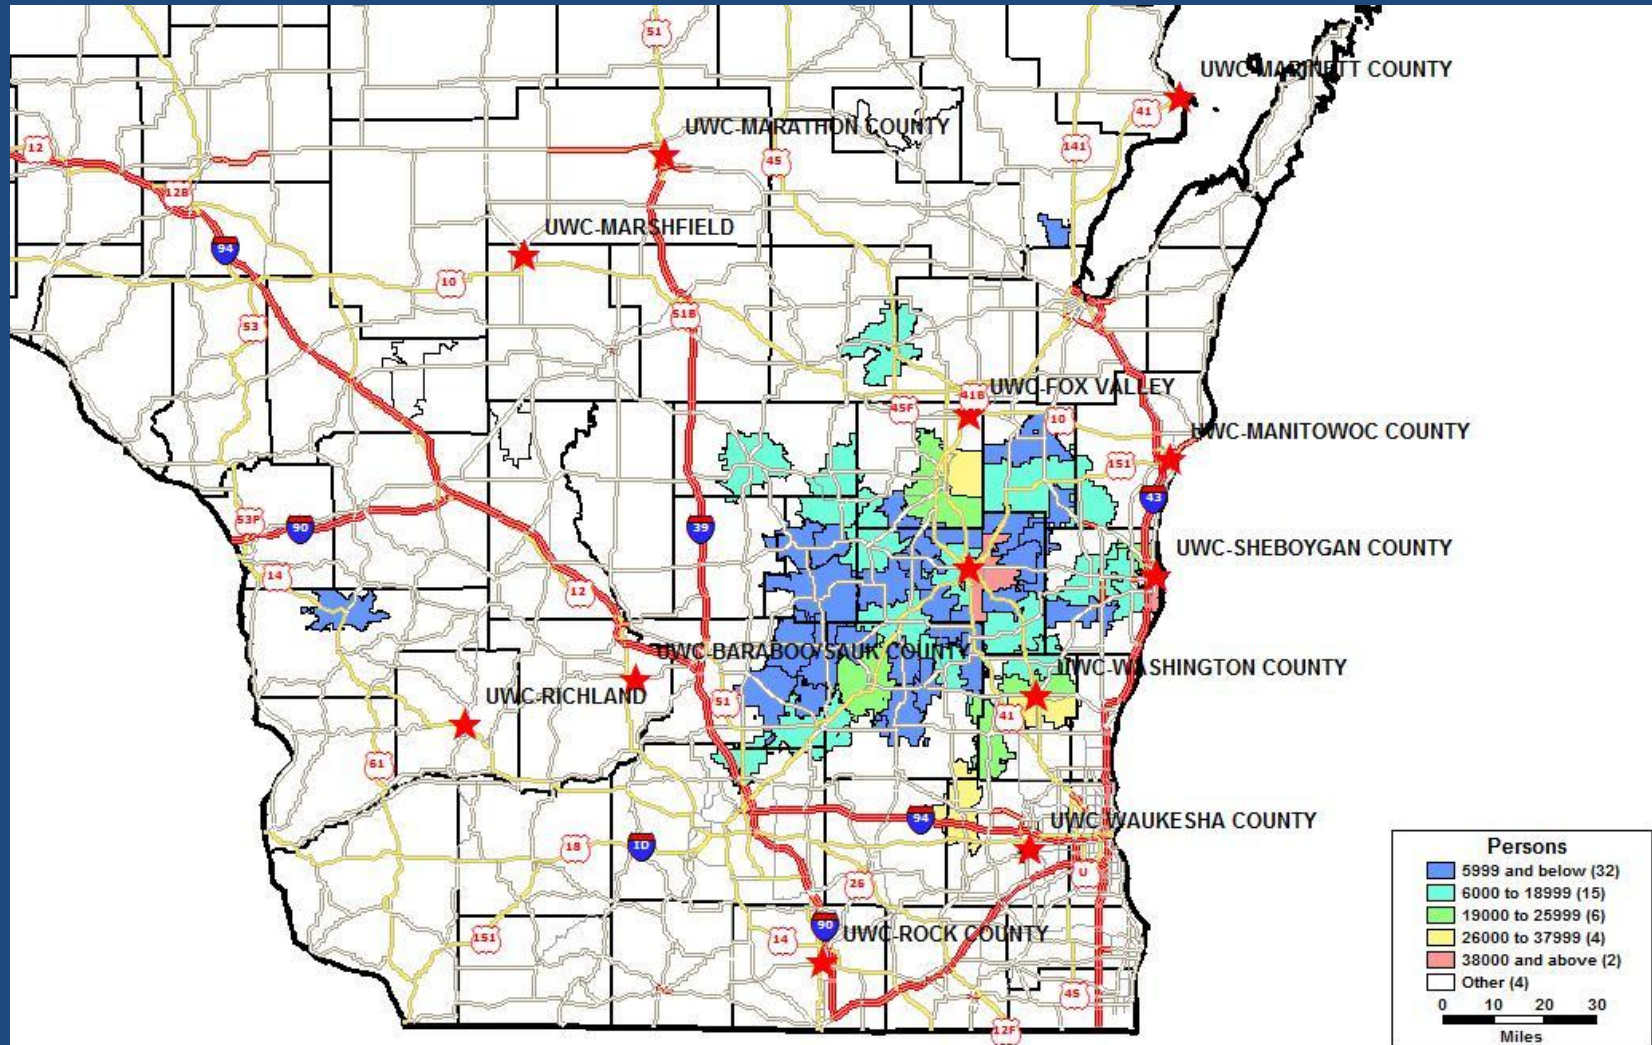 51
UWC-MARINETT COUNTY
41
UWC-MARATHON COUNTY
12
45
141
12B
UWC-MARSHFIELD
94
10
51B
53
UWC-FOX VALLEY
41B
45F
10
UWC-MANITOWOC COUNTY
151
43
53F
90
39
UWC-SHEBOYGAN COUNTY
14
12
UWC-BARABOO/SAUK COUNTY
UWC-WASHINGTON COUNTY
UWC-RICHLAND
51
41
61
94
UWC-WAUKESHA COUNTY
18
1D
U
26
90
UWC-ROCK COUNTY
151
14
45
12F
Persons
5999 and below (32)
6000 to 18999 (15)
19000 to 25999 (6)
26000 to 37999 (4)
38000 and above (2)
Other (4)
0 10 20 30
Miles